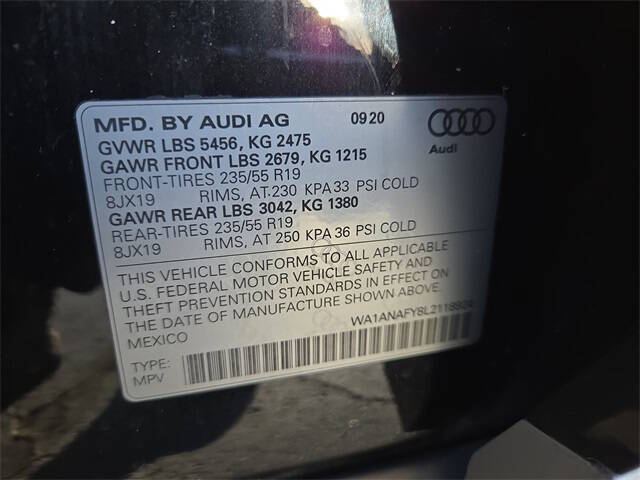 MFD. BY AUDI AG 09 20
Audi
GVWR LBS 5456, KG 2475
GAWR FRONT LBS 2679, KG 1215
FRONT-TIRES 235/55 R19
8JX19 RIMS, AT 230 KPA 33 PSI COLD
GAWR REAR LBS 3042, KG 1380
REAR-TIRES 235/55 R19
8JX19 RIMS, AT 250 KPA 36 PSI COLD
THIS VEHICLE CONFORMS TO ALL APPLICABLE
U.S. FEDERAL MOTOR VEHICLE SAFETY AND
THEFT PREVENTION STANDARDS IN EFFECT ON
THE DATE OF MANUFACTURE SHOWN ABOVE.
MEXICO
WA1ANAFY8L2118924
TYPE:
MPV